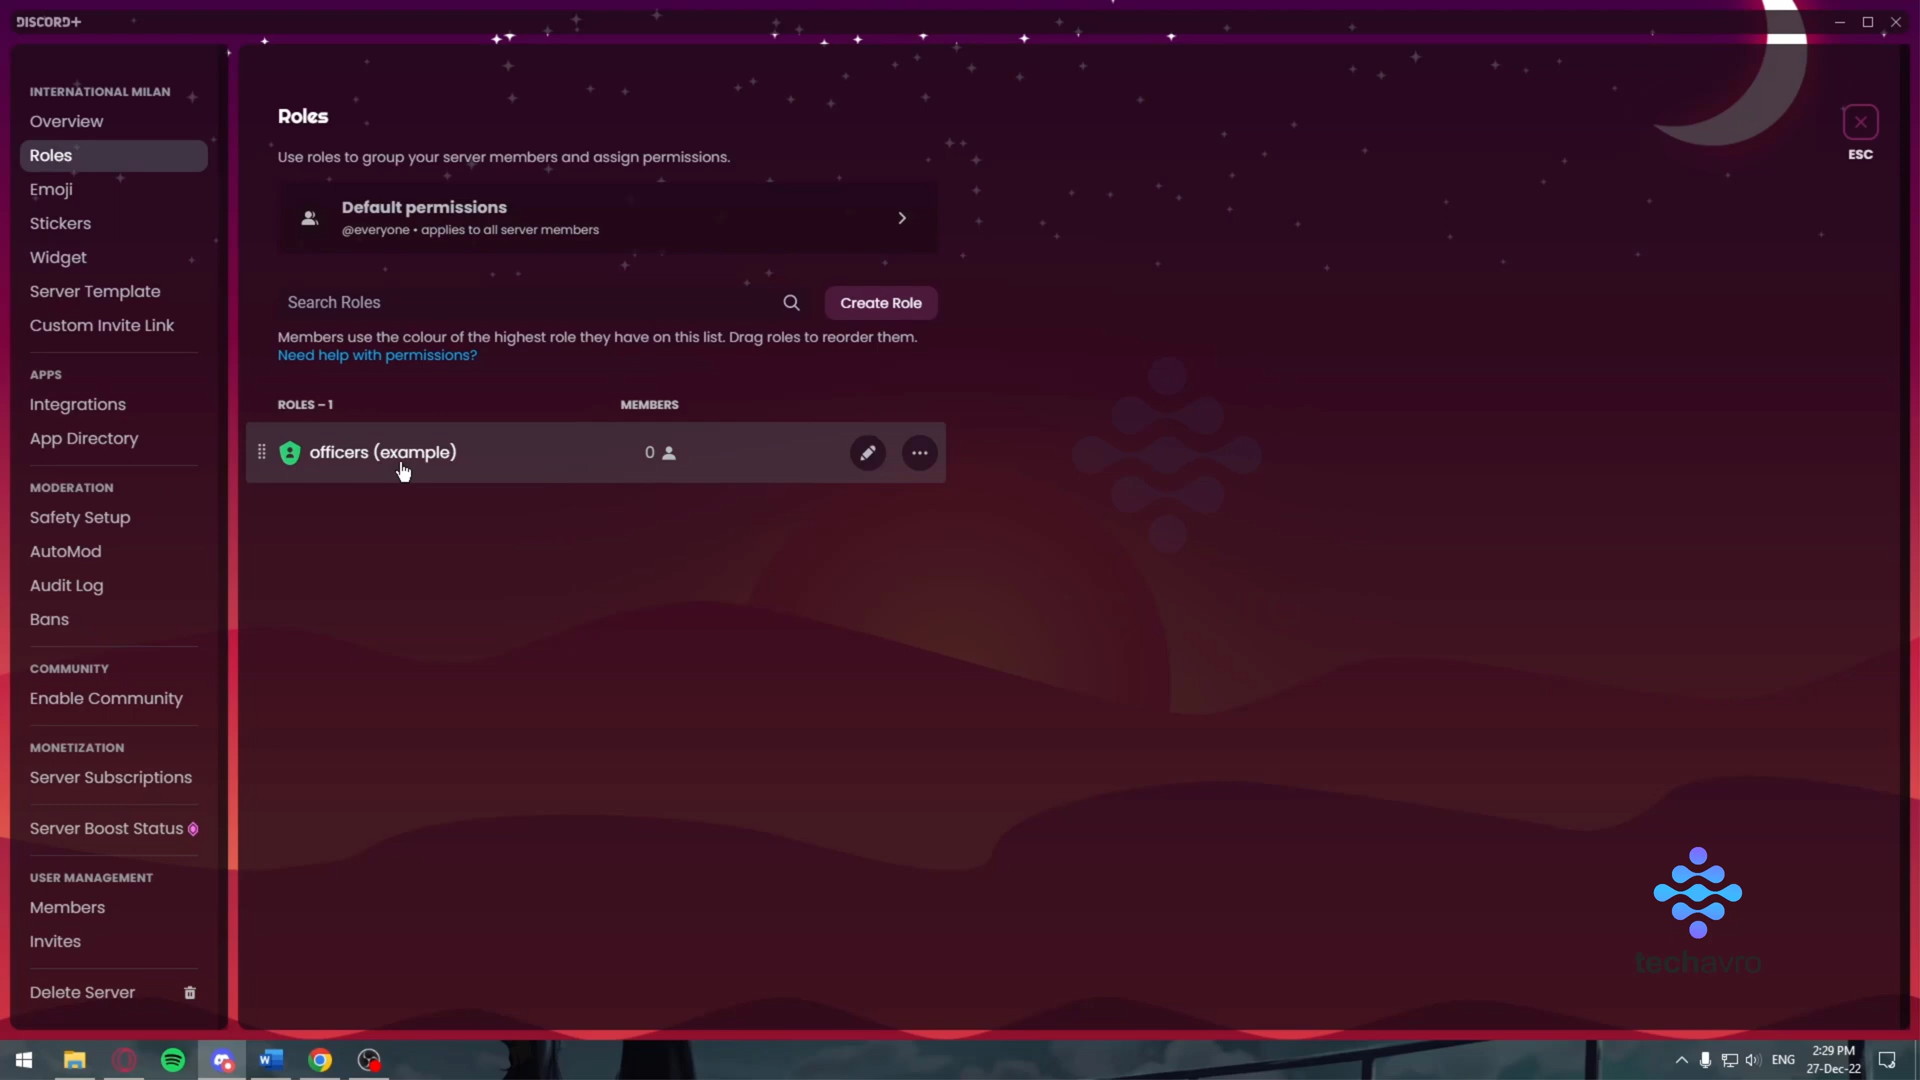 DISCORD+
INTERNATIONAL MILAN
Overview
Roles
Emoji
Stickers
Widget
Server Template
Custom Invite Link
APPS
Integrations
App Directory
MODERATION
Safety Setup
AutoMod
Audit Log
Bans
COMMUNITY
Enable Community
MONETIZATION
Server Subscriptions
Server Boost Status
USER MANAGEMENT
Members
Invites
Delete Server
Roles
Use roles to group your server members and assign permissions.
Default permissions
@everyone • applies to all server members
Search Roles
Create Role
Members use the colour of the highest role they have on this list. Drag roles to reorder them.
Need help with permissions?
ROLES – 1
MEMBERS
officers (example)
0
ESC
techavro
W
ENG
2:29 PM
27-Dec-22